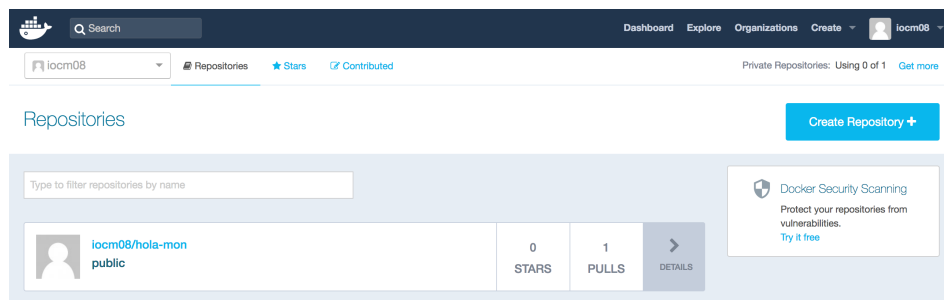 Search
Dashboard Explore Organizations Create iocm08
iocm08 Repositories Stars Contributed
Private Repositories: Using 0 of 1 Get more
Repositories
Create Repository +
Type to filter repositories by name
iocm08/hola-mon
public
0
STARS
1
PULLS
DETAILS
Docker Security Scanning
Protect your repositories from
vulnerabilities.
Try it free